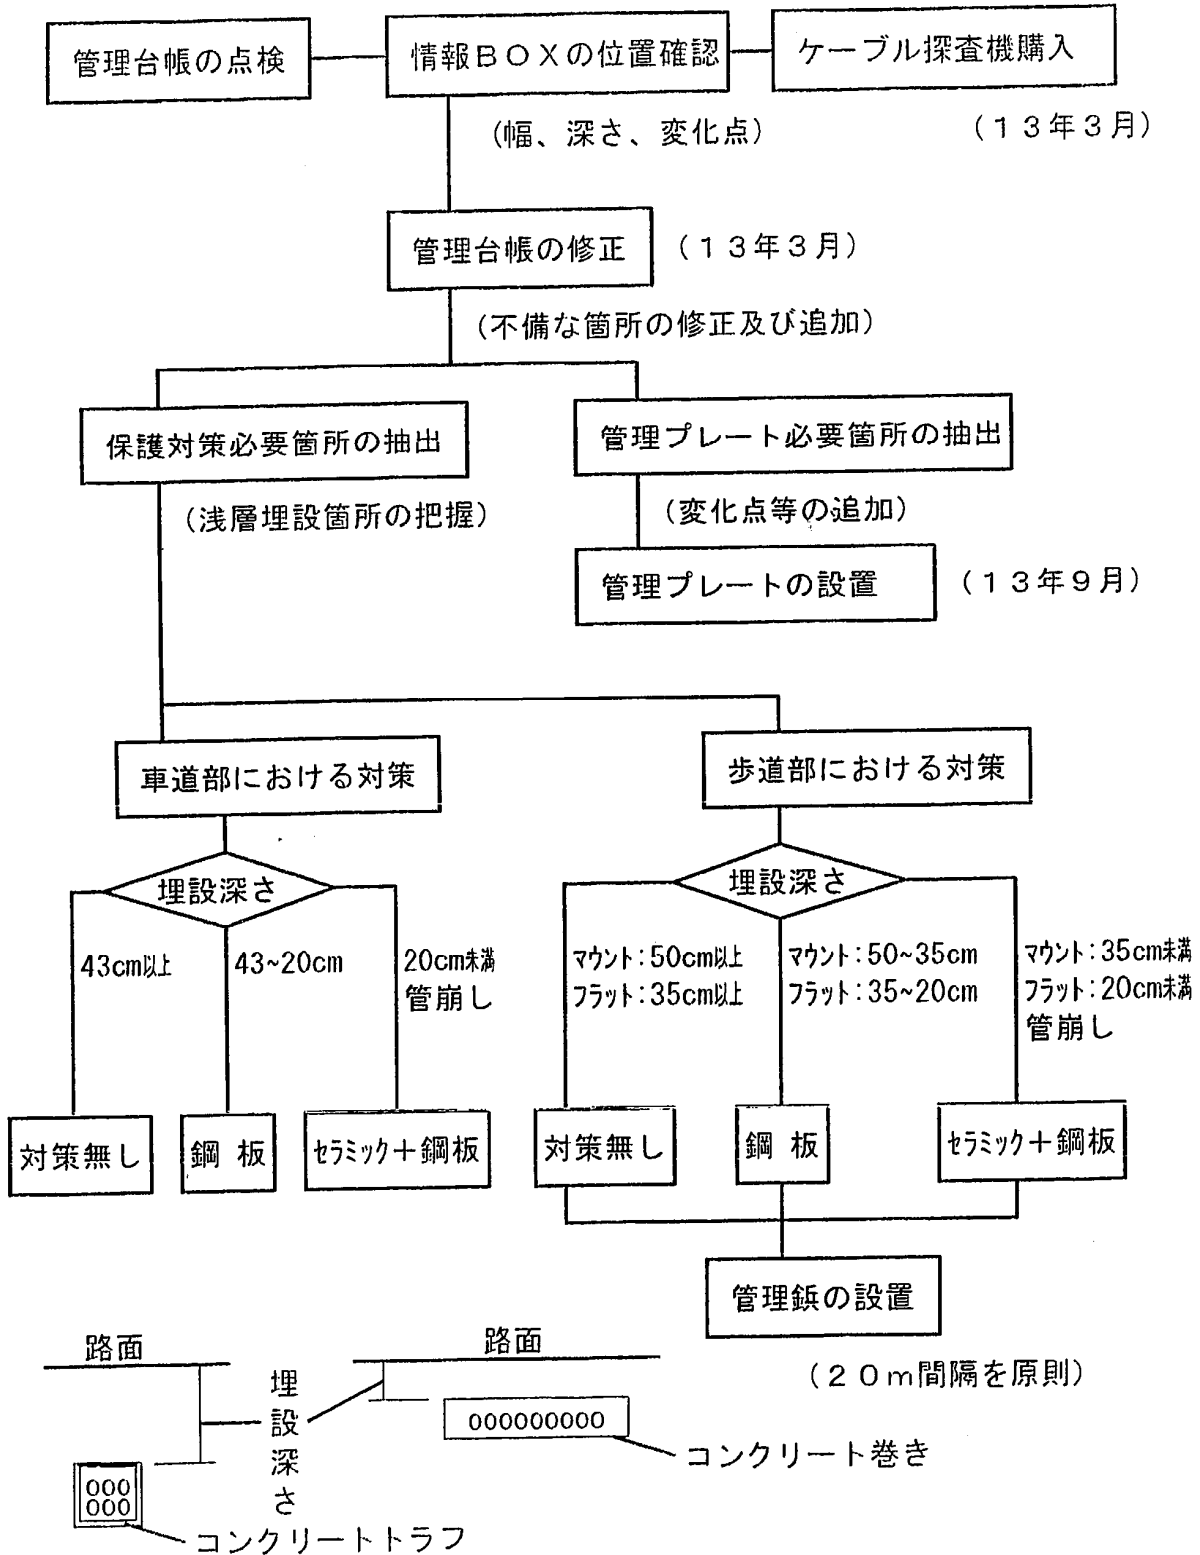 管理台帳の点検
情報BOXの位置確認
ケーブル探査機購入
(幅、深さ、変化点)
(13年3月)
管理台帳の修正
(13年3月)
(不備な箇所の修正及び追加)
保護対策必要箇所の抽出
管理プレート必要箇所の抽出
(浅層埋設箇所の把握)
(変化点等の追加)
管理プレートの設置
(13年9月)
車道部における対策
歩道部における対策
埋設深さ
埋設深さ
43cm以上
43~20cm
20cm未満
管崩し
マウント:50cm以上
フラット:35cm以上
マウント:50~35cm
フラット:35~20cm
マウント:35cm未満
フラット:20cm未満
管崩し
対策無し
鋼 板
セラミック+鋼板
対策無し
鋼 板
セラミック+鋼板
管理鋲の設置
(20m間隔を原則)
路面
路面
埋設深さ
000000000
コンクリート巻き
000
000
コンクリートトラフ